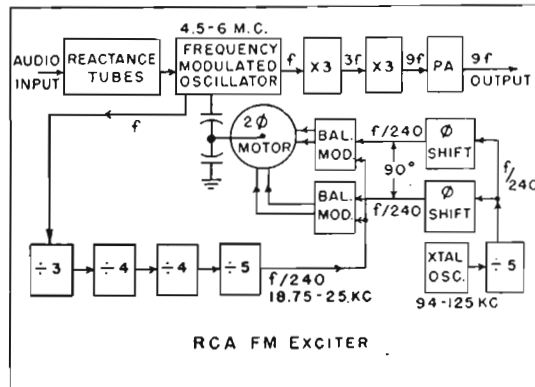 4.5-6 M.C.
AUDIO INPUT
REACTANCE TUBES
FREQUENCY MODULATED OSCILLATOR
f
X3
3f
X3
9f
PA
9f
OUTPUT
f
2Φ
MOTOR
BAL. MOD.
f/240
Ø SHIFT
90°
f/240
BAL. MOD.
f/240
Ø SHIFT
÷3
÷4
÷4
÷5
f/240
18.75-25 KC
XTAL OSC.
÷5
94-125 KC
RCA FM EXCITER